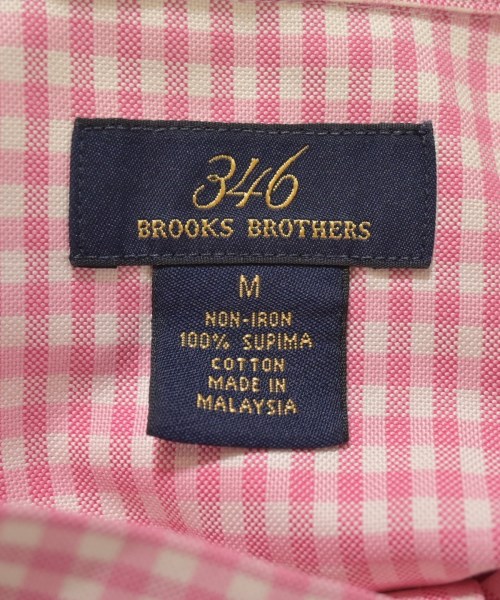 346
BROOKS BROTHERS
M
NON-IRON
100% SUPIMA
COTTON
MADE IN
MALAYSIA